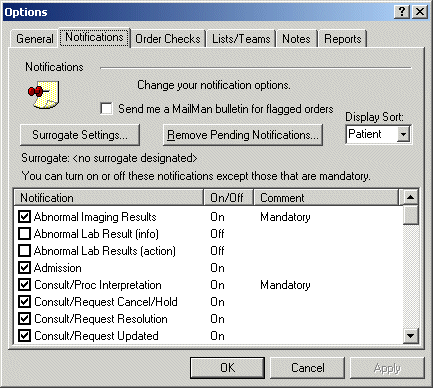 Options
General Notifications Order Checks Lists/Teams Notes Reports
Notifications
Change your notification options.
Send me a MailMan bulletin for flagged orders
Display Sort:
Surrogate Settings... Remove Pending Notifications... Patient
Surrogate: <no surrogate designated>
You can turn on or off these notifications except those that are mandatory.
Notification On/Off Comment
Abnormal Imaging Results On Mandatory
Abnormal Lab Result (info) Off
Abnormal Lab Results (action) Off
Admission On
Consult/Proc Interpretation On Mandatory
Consult/Request Cancel/Hold On
Consult/Request Resolution On
Consult/Request Updated On
OK Cancel Apply